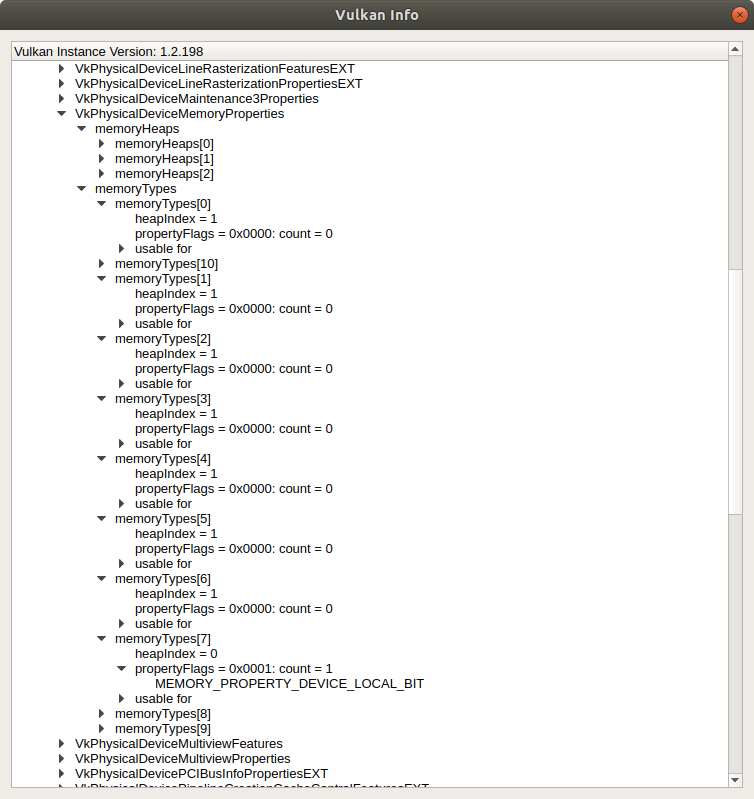 Vulkan Info
Vulkan Instance Version: 1.2.198
VkPhysicalDeviceLineRasterizationFeaturesEXT
VkPhysicalDeviceLineRasterizationPropertiesEXT
VkPhysicalDeviceMaintenance3Properties
VkPhysicalDeviceMemoryProperties
memoryHeaps
memoryHeaps[0]
memoryHeaps[1]
memoryHeaps[2]
memoryTypes
memoryTypes[0]
heapIndex = 1
propertyFlags = 0x0000: count = 0
usable for
memoryTypes[10]
memoryTypes[1]
heapIndex = 1
propertyFlags = 0x0000: count = 0
usable for
memoryTypes[2]
heapIndex = 1
propertyFlags = 0x0000: count = 0
usable for
memoryTypes[3]
heapIndex = 1
propertyFlags = 0x0000: count = 0
usable for
memoryTypes[4]
heapIndex = 1
propertyFlags = 0x0000: count = 0
usable for
memoryTypes[5]
heapIndex = 1
propertyFlags = 0x0000: count = 0
usable for
memoryTypes[6]
heapIndex = 1
propertyFlags = 0x0000: count = 0
usable for
memoryTypes[7]
heapIndex = 0
propertyFlags = 0x0001: count = 1
MEMORY_PROPERTY_DEVICE_LOCAL_BIT
usable for
memoryTypes[8]
memoryTypes[9]
VkPhysicalDeviceMultiviewFeatures
VkPhysicalDeviceMultiviewProperties
VkPhysicalDevicePCIBusInfoPropertiesEXT
VkPhysicalDevicePipelineCreationCacheControlFeaturesEXT